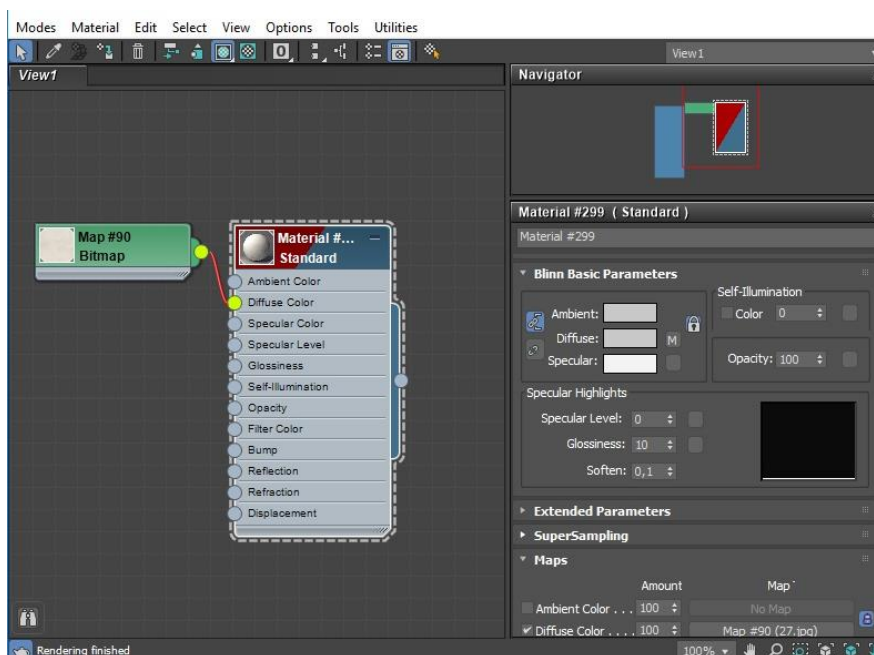 Modes Material Edit Select View Options Tools Utilities
0
View1
View1
Navigator
Map #90
Bitmap
Material #...
Standard
Ambient Color
Diffuse Color
Specular Color
Specular Level
Glossiness
Self-Illumination
Opacity
Filter Color
Bump
Reflection
Refraction
Displacement
Material #299 ( Standard )
Material #299
Blinn Basic Parameters
Self-Illumination
Ambient:
Color 0
Diffuse: M
Specular:
Opacity: 100
Specular Highlights
Specular Level: 0
Glossiness: 10
Soften: 0,1
Extended Parameters
SuperSampling
Maps
Amount Map
Ambient Color . . . 100 No Map
Diffuse Color . . . . 100 Map #90 (27.jpg)
Rendering finished
100%